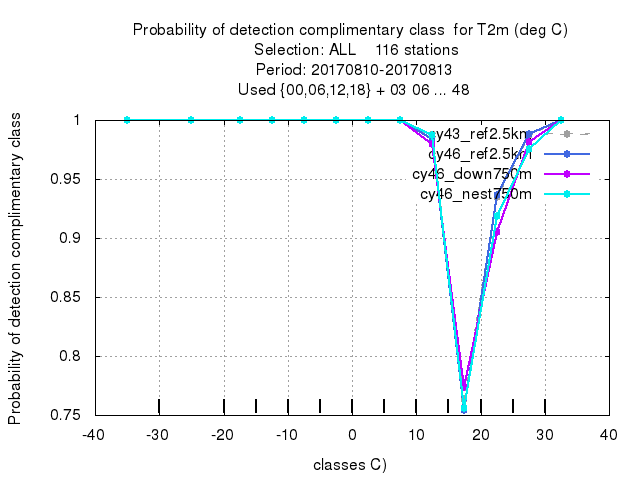 Probability of detection complimentary class  for T2m (deg C)
Selection: ALL    116 stations
Period: 20170810-20170813
Used {00,06,12,18} + 03 06 ... 48
Probability of detection complimentary class
1
0.95
0.9
0.85
0.8
0.75
cy43_ref2.5km
cy46_ref2.5km
cy46_down750m
cy46_nest750m
-40
-30
-20
-10
0
10
20
30
40
classes C)